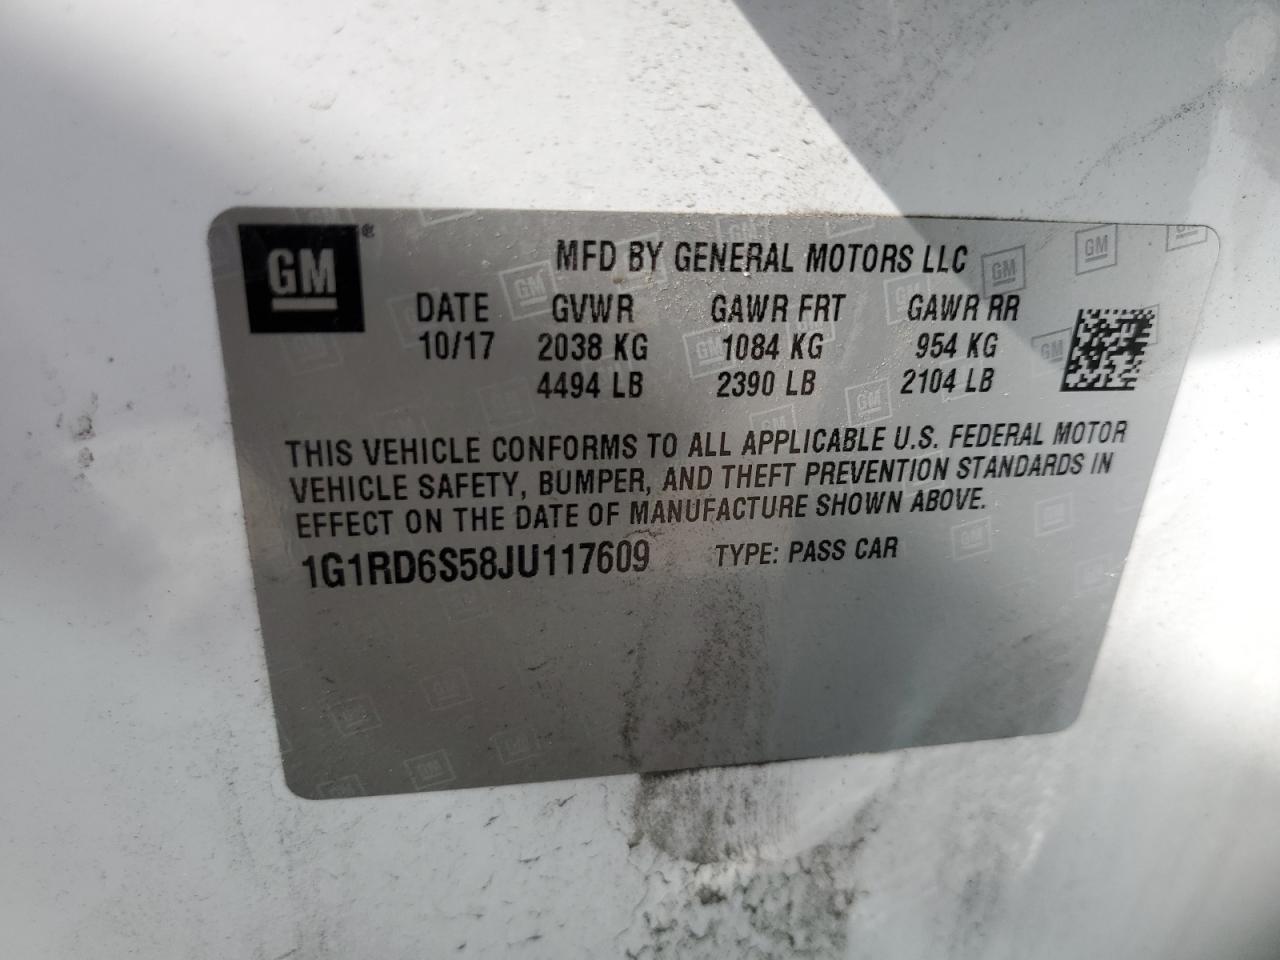 GM®
MFD BY GENERAL MOTORS LLC
DATE GVWR GAWR FRT GAWR RR
10/17 2038 KG 1084 KG 954 KG
4494 LB 2390 LB 2104 LB
THIS VEHICLE CONFORMS TO ALL APPLICABLE U.S. FEDERAL MOTOR
VEHICLE SAFETY, BUMPER, AND THEFT PREVENTION STANDARDS IN
EFFECT ON THE DATE OF MANUFACTURE SHOWN ABOVE.
1G1RD6S58JU117609 TYPE: PASS CAR